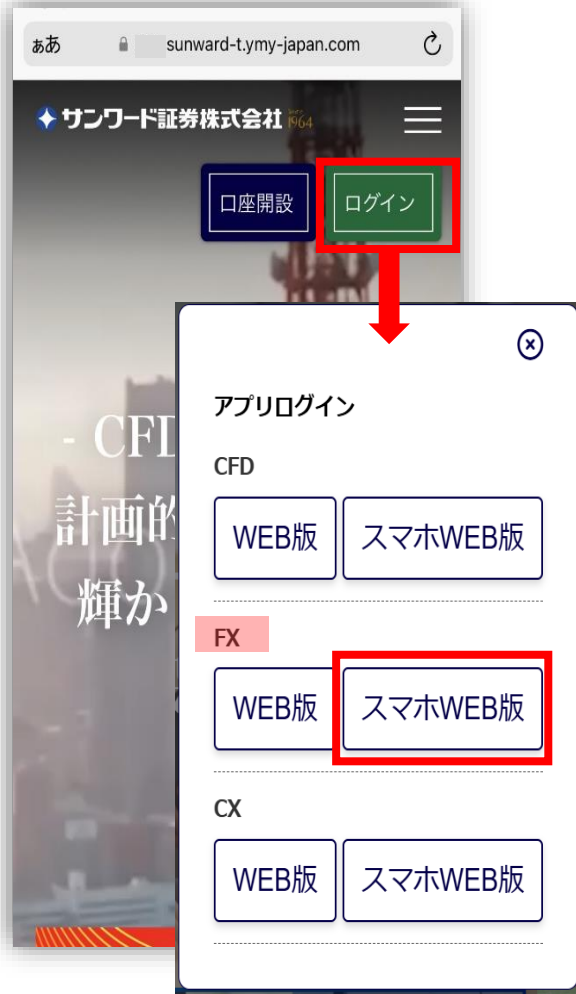 ぁあ sunward-t.ymy-japan.com
サンワード証券株式会社 Since 1964
口座開設 ログイン
- CFD
計画的
輝か
アプリログイン
CFD
WEB版 スマホWEB版
FX
WEB版 スマホWEB版
CX
WEB版 スマホWEB版